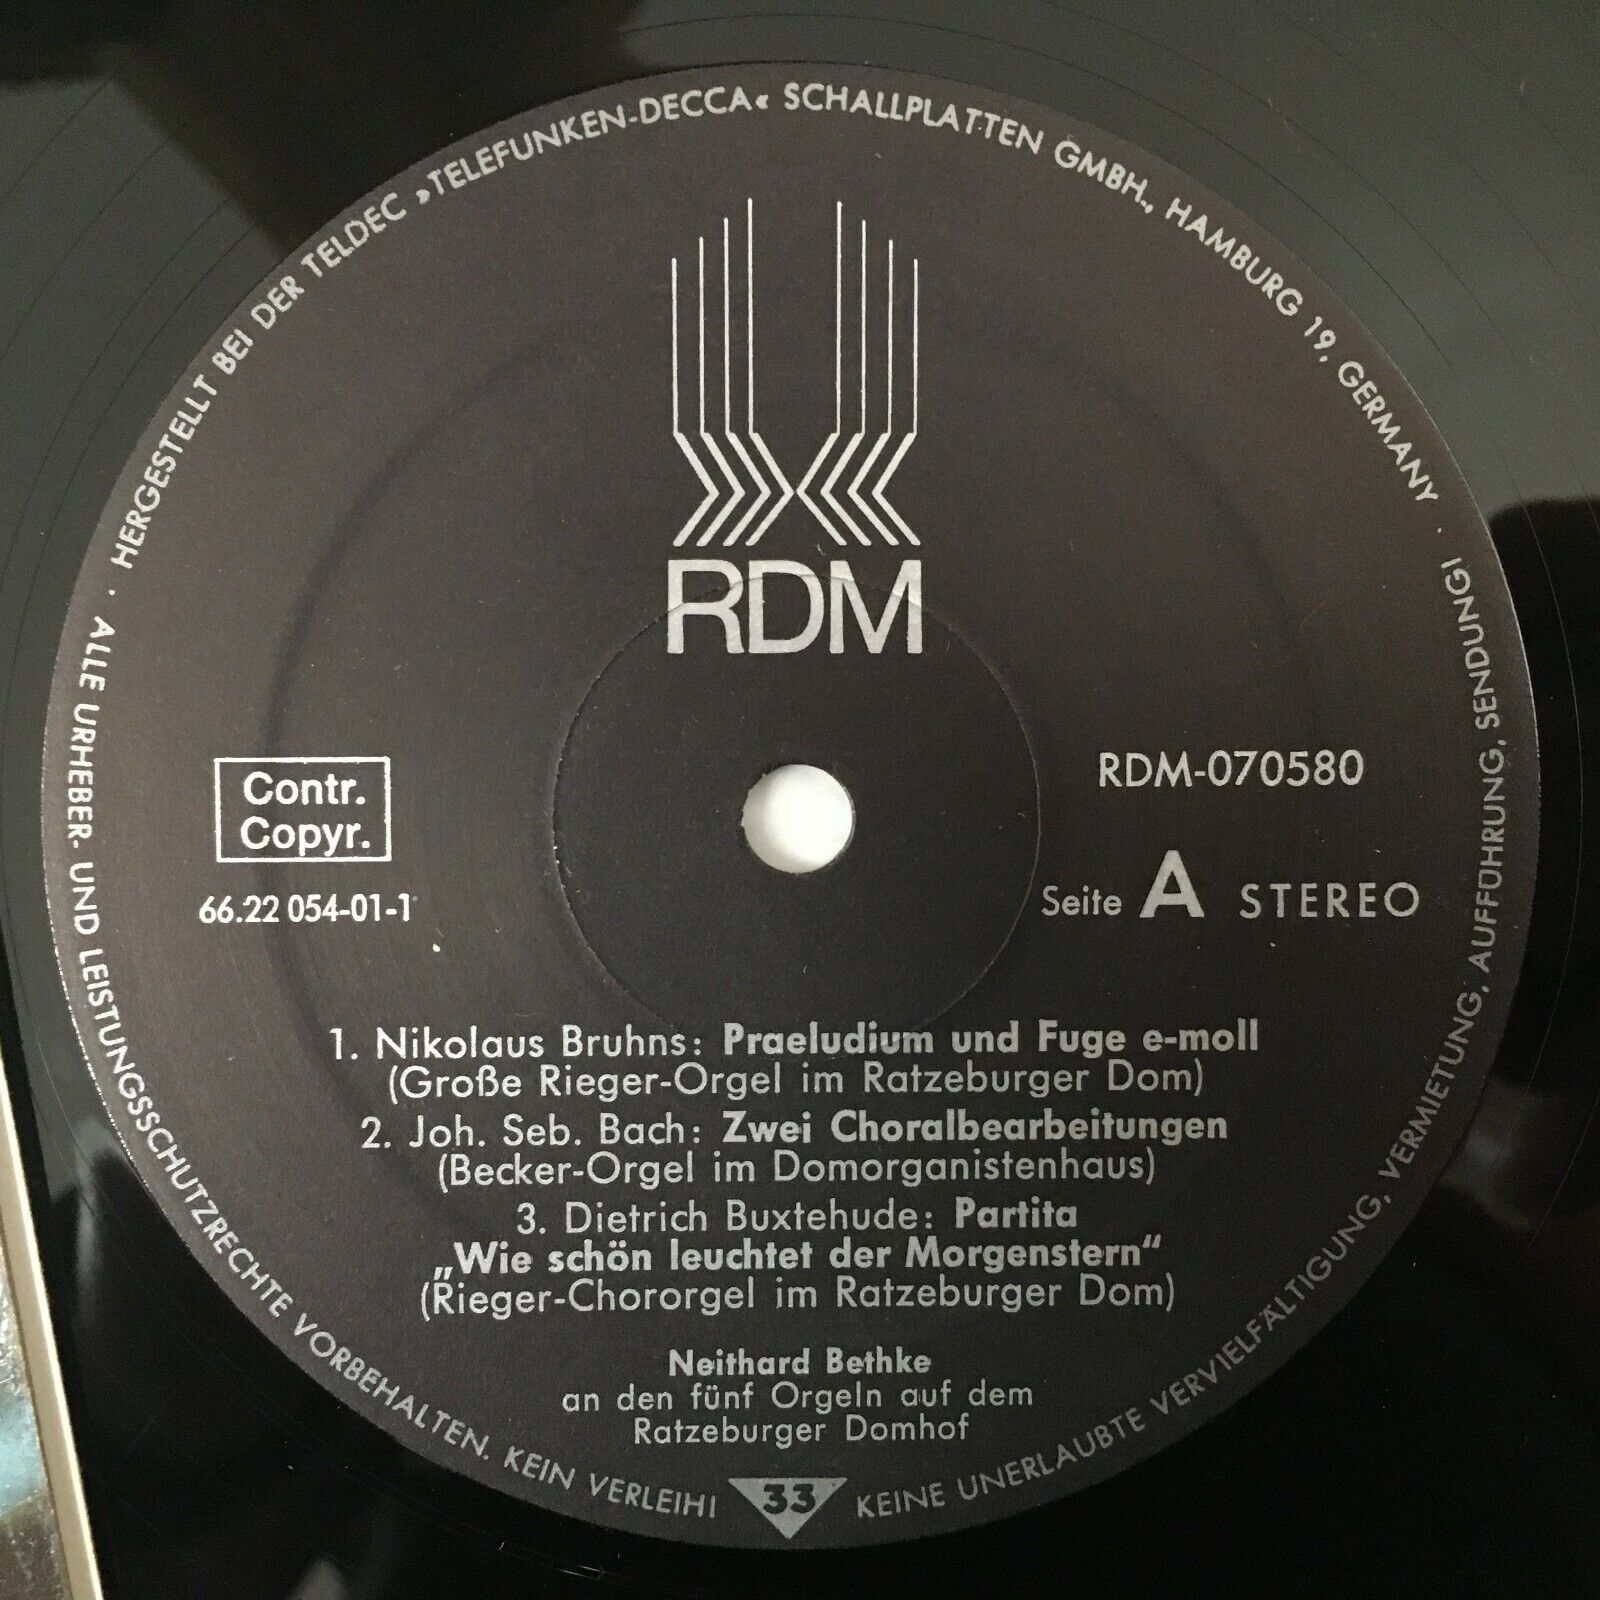 · HERGESTELLT BEI DER TELDEC »TELEFUNKEN-DECCA« SCHALLPLATTEN GMBH., HAMBURG 19, GERMANY ·
RDM
Contr.
Copyr.
66.22 054-01-1
RDM-070580
Seite A STEREO
1. Nikolaus Bruhns: Praeludium und Fuge e-moll
(Große Rieger-Orgel im Ratzeburger Dom)
2. Joh. Seb. Bach: Zwei Choralbearbeitungen
(Becker-Orgel im Domorganistenhaus)
3. Dietrich Buxtehude: Partita
„Wie schön leuchtet der Morgenstern“
(Rieger-Chororgel im Ratzeburger Dom)
Neithard Bethke
an den fünf Orgeln auf dem
Ratzeburger Domhof
ALLE URHEBER- UND LEISTUNGSSCHUTZRECHTE VORBEHALTEN. KEIN VERLEIH!
33
KEINE UNERLAUBTE VERVIELFÄLTIGUNG, VERMIETUNG, AUFFÜHRUNG, SENDUNG!